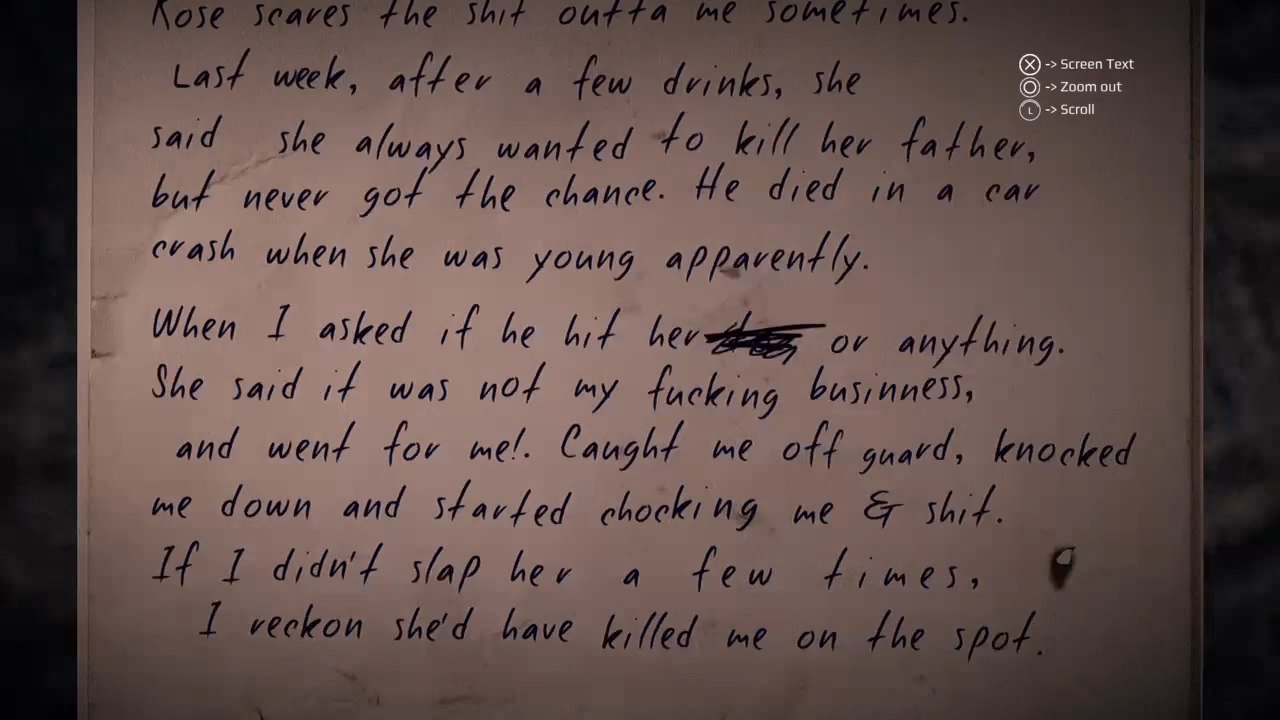 Rose scares the shit outta me sometimes.
Last week, after a few drinks, she
said she always wanted to kill her father,
but never got the chance. He died in a car
crash when she was young apparently.
When I asked if he hit her or anything.
She said it was not my fucking businness,
and went for me!. Caught me off guard, knocked
me down and started chocking me & shit.
If I didn't slap her a few times,
I reckon she'd have killed me on the spot.
X -> Screen Text
O -> Zoom out
L -> Scroll